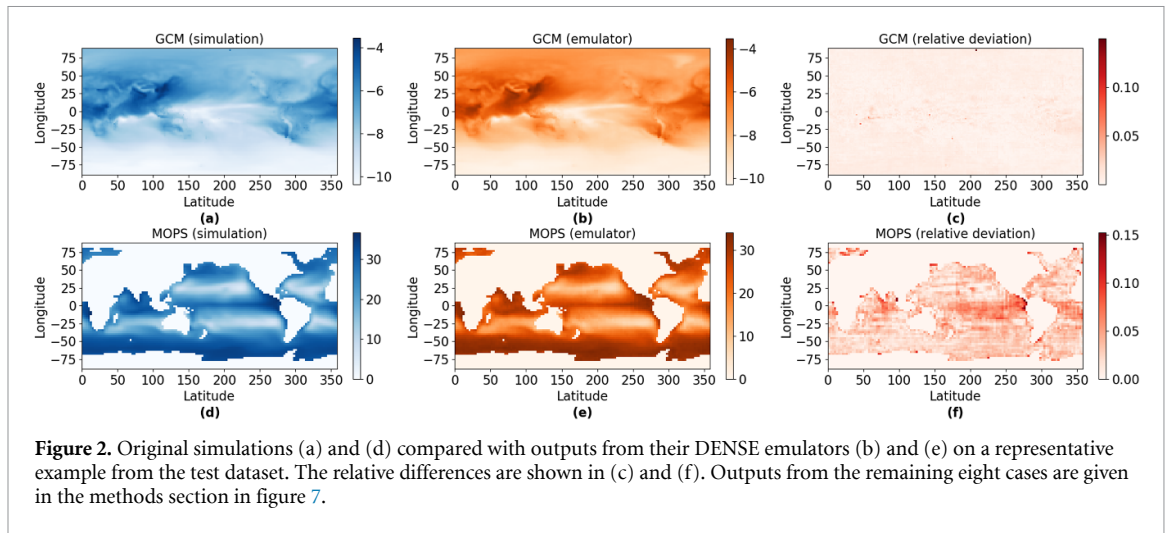 GCM (simulation)
75
50
25
0
−25
−50
−75
Longitude
0 50 100 150 200 250 300 350
Latitude
(a)
−4
−6
−8
−10
GCM (emulator)
75
50
25
0
−25
−50
−75
Longitude
0 50 100 150 200 250 300 350
Latitude
(b)
−4
−6
−8
−10
GCM (relative deviation)
75
50
25
0
−25
−50
−75
Longitude
0 50 100 150 200 250 300 350
Latitude
(c)
0.10
0.05
MOPS (simulation)
75
50
25
0
−25
−50
−75
Longitude
0 50 100 150 200 250 300 350
Latitude
(d)
30
20
10
0
MOPS (emulator)
75
50
25
0
−25
−50
−75
Longitude
0 50 100 150 200 250 300 350
Latitude
(e)
30
20
10
0
MOPS (relative deviation)
75
50
25
0
−25
−50
−75
Longitude
0 50 100 150 200 250 300 350
Latitude
(f)
0.15
0.10
0.05
0.00
Figure 2. Original simulations (a) and (d) compared with outputs from their DENSE emulators (b) and (e) on a representative
example from the test dataset. The relative differences are shown in (c) and (f). Outputs from the remaining eight cases are given
in the methods section in figure 7.